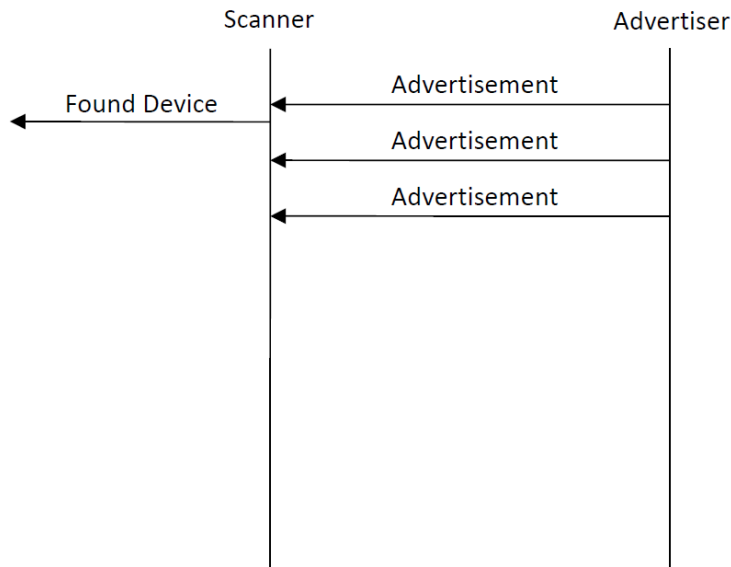 Scanner
Advertiser
Advertisement
Found Device
Advertisement
Advertisement